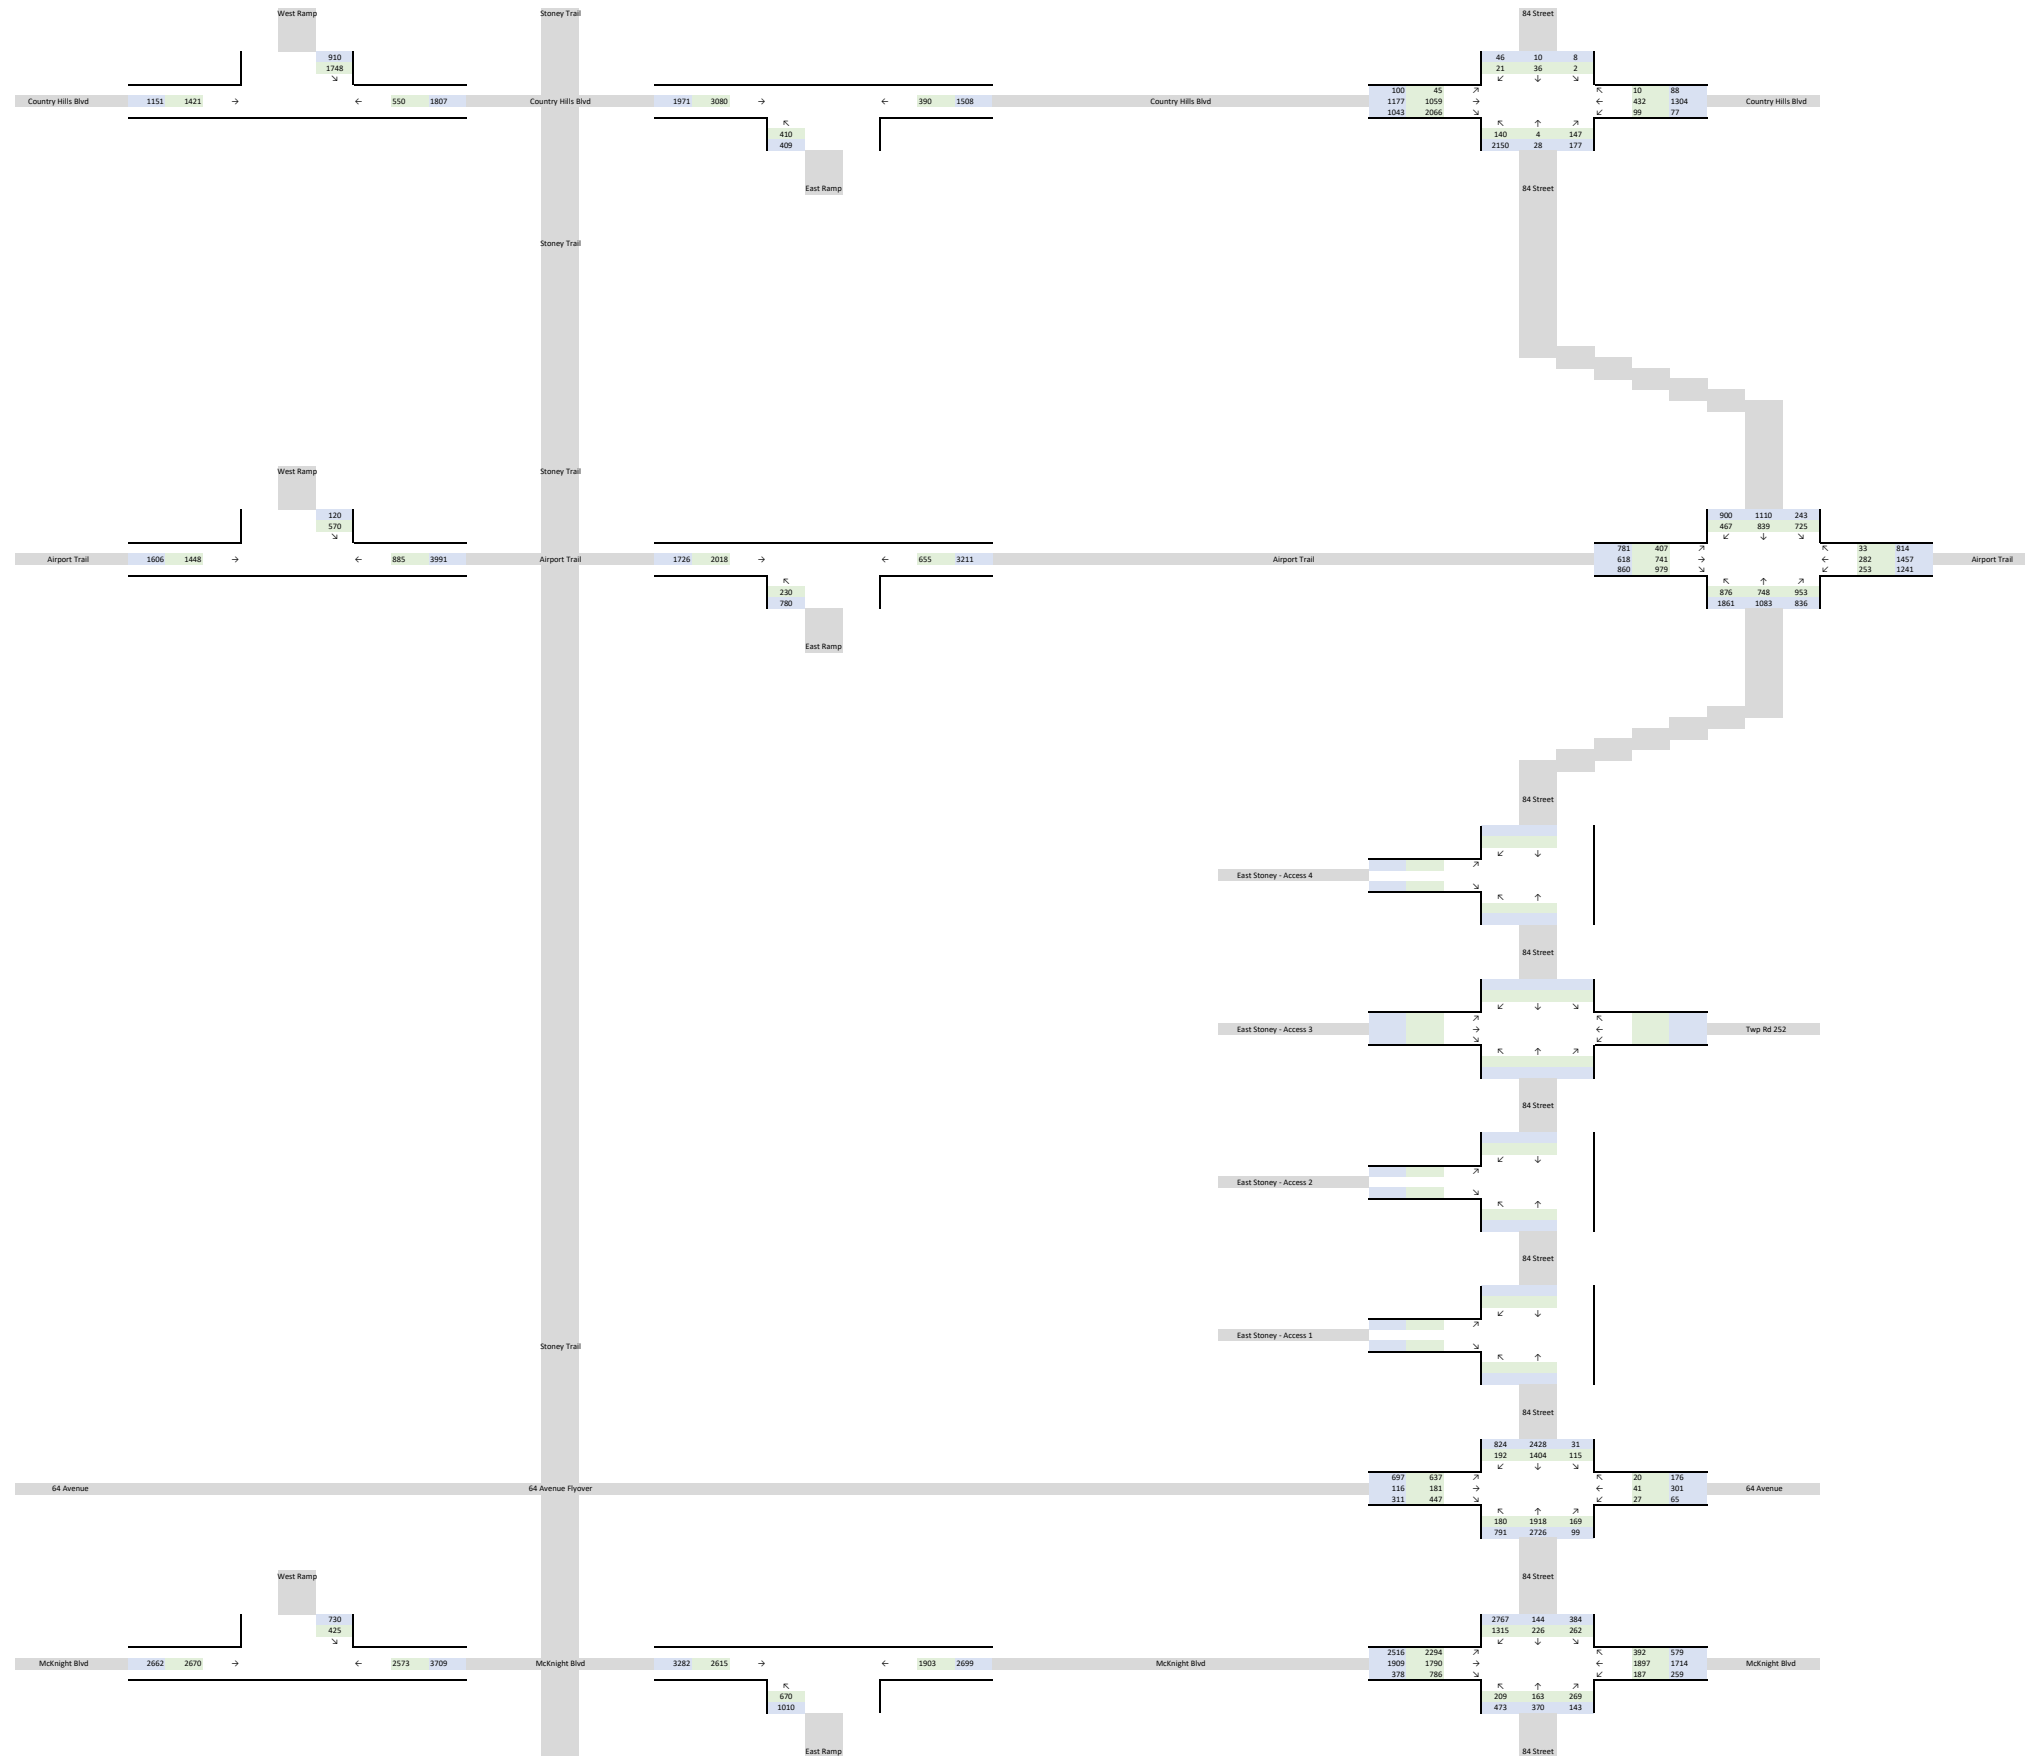 West Ramp Stoney Trail 84 Street
910 46 10 8
1748 21 36 2
↘ ↙ ↓ ↘
100 45 ↗ ↖ 10 88
Country Hills Blvd 1151 1421 → ← 550 1807 Country Hills Blvd 1971 3080 → ← 390 1508 Country Hills Blvd 1177 1059 → ← 432 1304 Country Hills Blvd
1043 2066 ↘ ↙ 99 77
↖ ↖ ↑ ↗
410 140 4 147
409 2150 28 177
East Ramp 84 Street
Stoney Trail
West Ramp Stoney Trail
120 900 1110 243
570 467 839 725
↘ ↙ ↓ ↘
781 407 ↗ ↖ 33 814
Airport Trail 1606 1448 → ← 885 3991 Airport Trail 1726 2018 → ← 655 3211 Airport Trail 618 741 → ← 282 1457 Airport Trail
860 979 ↘ ↙ 253 1241
↖ ↖ ↑ ↗
230 876 748 953
780 1861 1083 836
East Ramp
84 Street
↙ ↓
↗
East Stoney - Access 4
↘
↖ ↑
84 Street
↙ ↓ ↘
↗ ↖
East Stoney - Access 3 → ← Twp Rd 252
↘ ↙
↖ ↑ ↗
84 Street
↙ ↓
↗
East Stoney - Access 2
↘
↖ ↑
84 Street
↙ ↓
↗
East Stoney - Access 1
Stoney Trail
↘
↖ ↑
84 Street
824 2428 31
192 1404 115
↙ ↓ ↘
697 637 ↗ ↖ 20 176
64 Avenue 64 Avenue Flyover 116 181 → ← 41 301 64 Avenue
311 447 ↘ ↙ 27 65
↖ ↑ ↗
180 1918 169
791 2726 99
West Ramp 84 Street
730 2767 144 384
425 1315 226 262
↘ ↙ ↓ ↘
2516 2294 ↗ ↖ 392 579
McKnight Blvd 2662 2670 → ← 2573 3709 McKnight Blvd 3282 2615 → ← 1903 2699 McKnight Blvd 1909 1790 → ← 1897 1714 McKnight Blvd
378 786 ↘ ↙ 187 259
↖ ↖ ↑ ↗
670 209 163 269
1010 473 370 143
East Ramp 84 Street